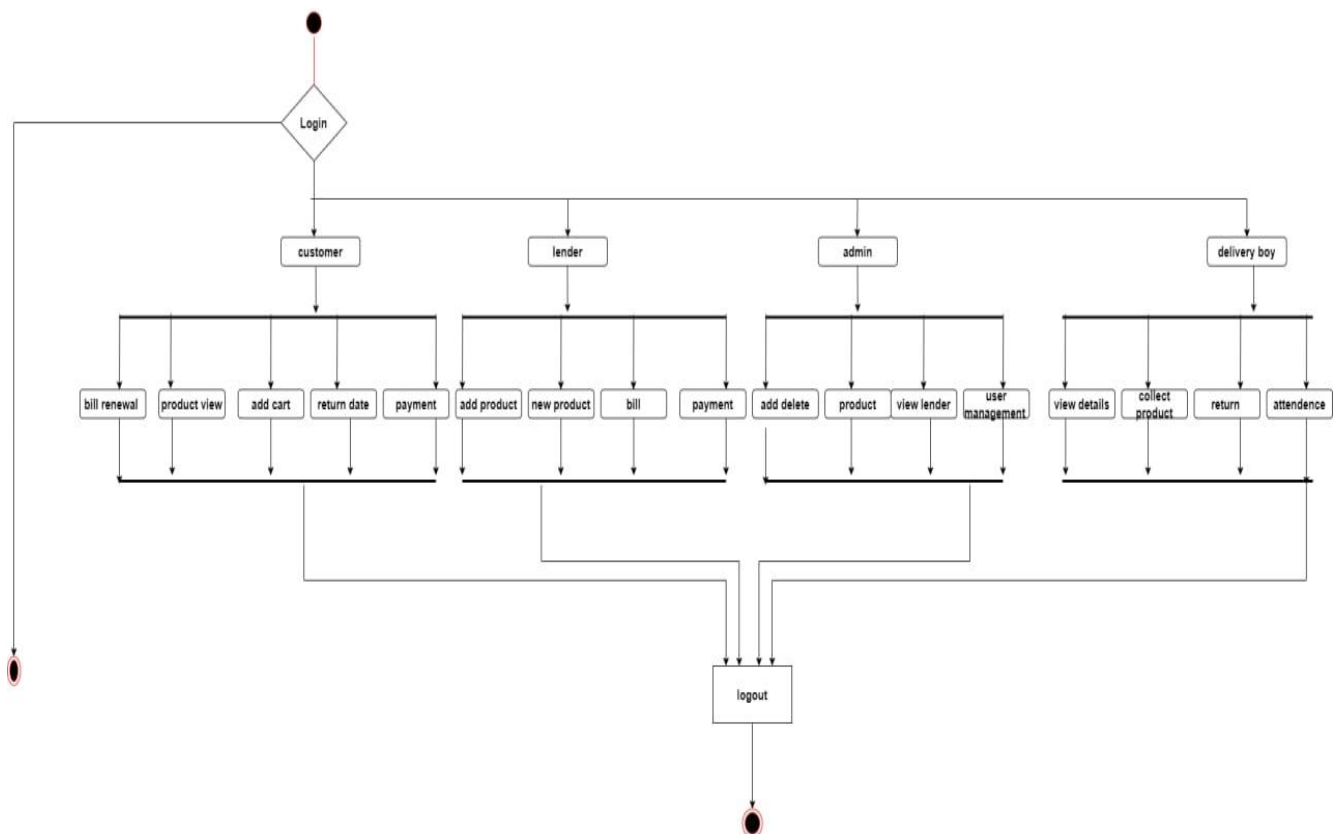 Login
customer
lender
admin
delivery boy
bill renewal
product view
add cart
return date
payment
add product
new product
bill
payment
add delete
product
view lender
user
management
view details
collect
product
return
attendence
logout